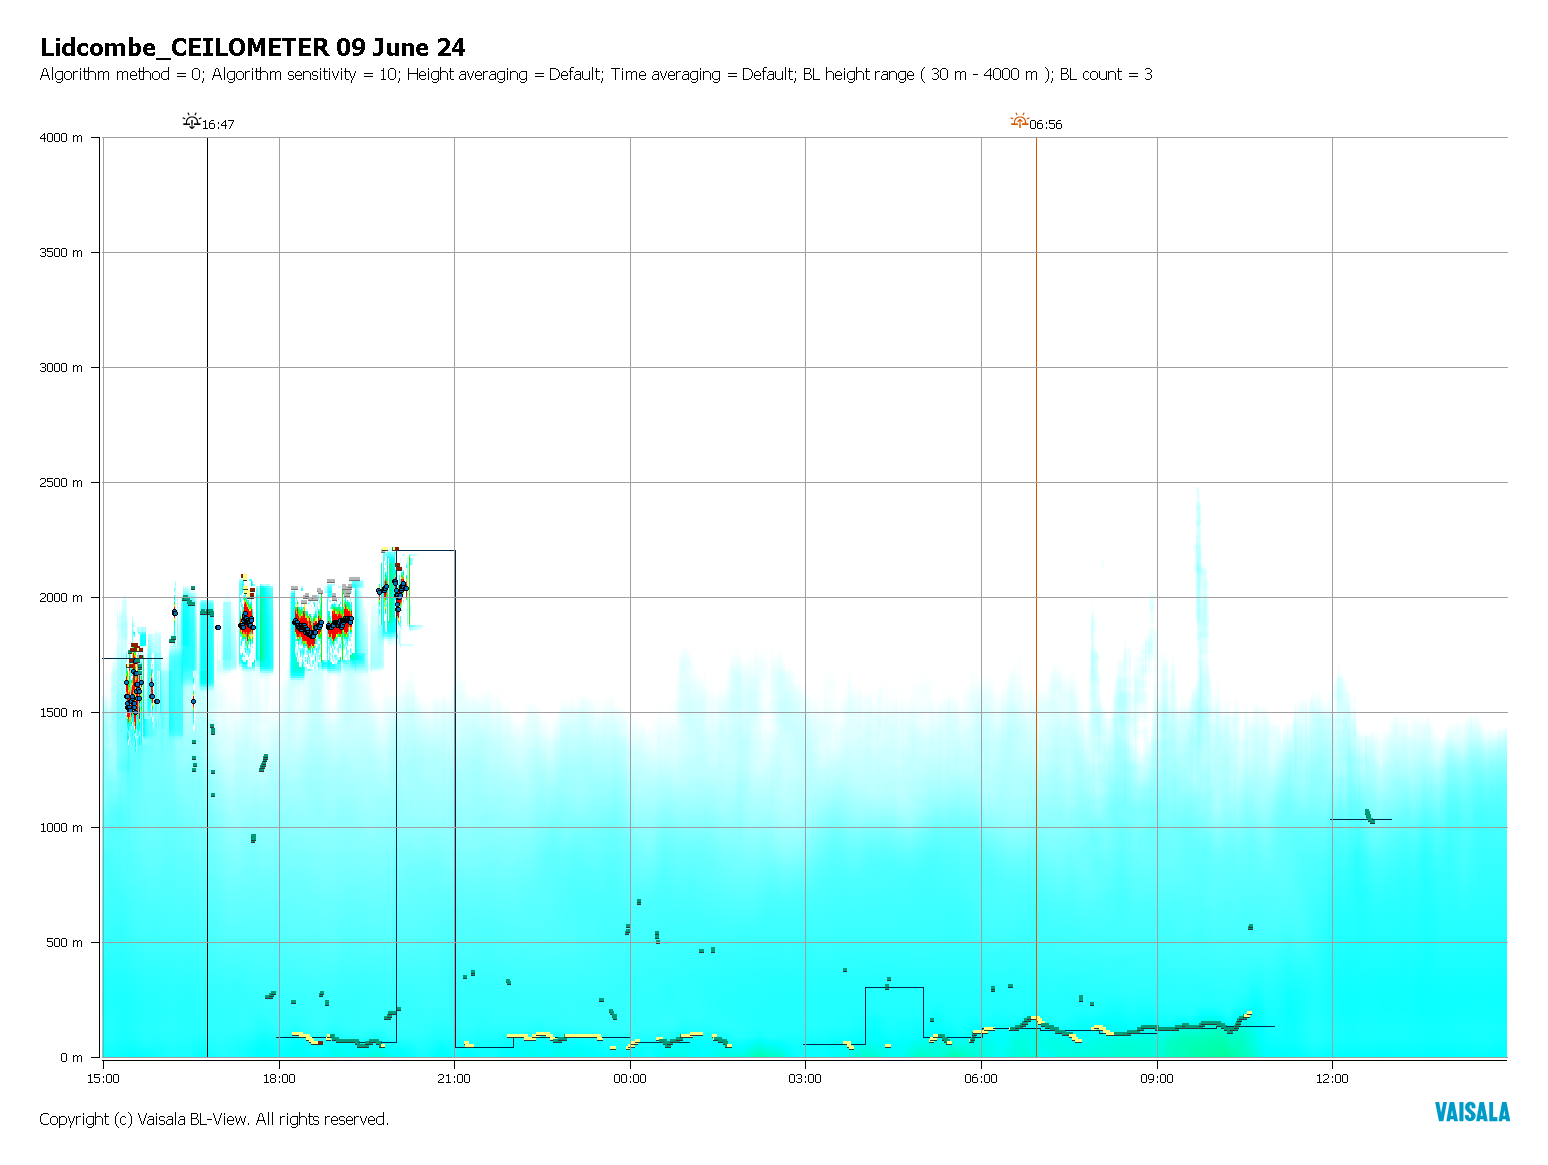 Lidcombe_CEILOMETER 09 June 24
Algorithm method = 0; Algorithm sensitivity = 10; Height averaging = Default; Time averaging = Default; BL height range ( 30 m - 4000 m ); BL count = 3
16:47
06:56
4000 m
3500 m
3000 m
2500 m
2000 m
1500 m
1000 m
500 m
0 m
15:00 18:00 21:00 00:00 03:00 06:00 09:00 12:00
Copyright (c) Vaisala BL-View. All rights reserved.
VAISALA